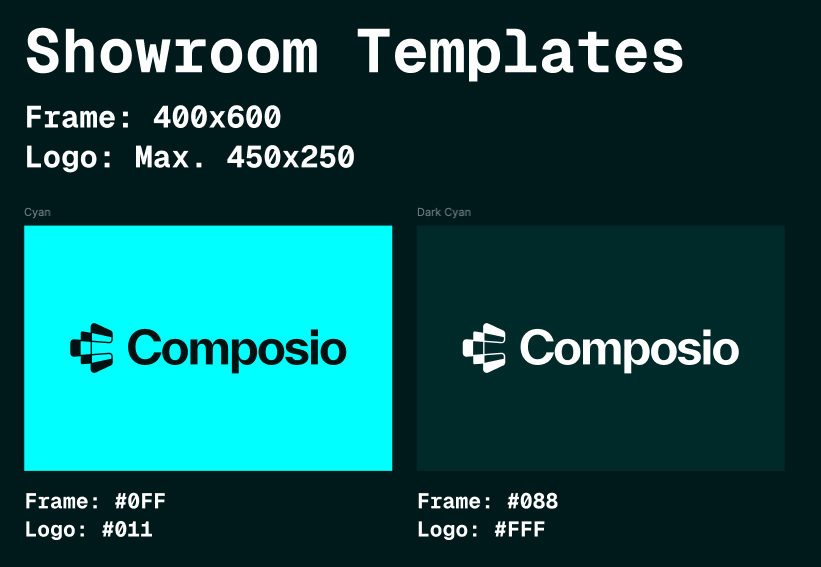 Showroom Templates
Frame: 400x600
Logo: Max. 450x250
Cyan
Dark Cyan
Composio
Composio
Frame: #0FF
Logo: #011
Frame: #088
Logo: #FFF